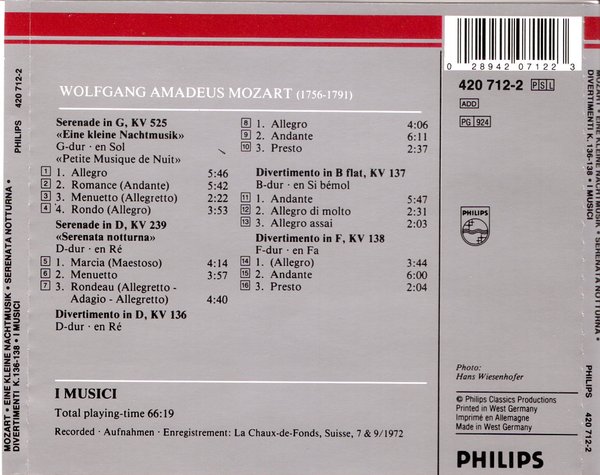 MOZART • EINE KLEINE NACHTMUSIK • SERENATA NOTTURNA •
DIVERTIMENTI K.136-138 • I MUSICI
PHILIPS 420 712-2
WOLFGANG AMADEUS MOZART (1756-1791)
Serenade in G, KV 525
«Eine kleine Nachtmusik»
G-dur · en Sol
«Petite Musique de Nuit»
1 1. Allegro 5:46
2 2. Romance (Andante) 5:42
3 3. Menuetto (Allegretto) 2:22
4 4. Rondo (Allegro) 3:53
Serenade in D, KV 239
«Serenata notturna»
D-dur · en Ré
5 1. Marcia (Maestoso) 4:14
6 2. Menuetto 3:57
7 3. Rondeau (Allegretto -
Adagio - Allegretto) 4:40
Divertimento in D, KV 136
D-dur · en Ré
8 1. Allegro 4:06
9 2. Andante 6:11
10 3. Presto 2:37
Divertimento in B flat, KV 137
B-dur · en Si bémol
11 1. Andante 5:47
12 2. Allegro di molto 2:31
13 3. Allegro assai 2:03
Divertimento in F, KV 138
F-dur · en Fa
14 1. (Allegro) 3:44
15 2. Andante 6:00
16 3. Presto 2:04
I MUSICI
Total playing-time 66:19
Recorded · Aufnahmen · Enregistrement: La Chaux-de-Fonds, Suisse, 7 & 9/1972
0 28942 07122 3
420 712-2 PSL
ADD
PG 924
PHILIPS
Photo:
Hans Wiesenhofer
℗ Philips Classics Productions
Printed in West Germany
Imprimé en Allemagne
Made in West Germany
PHILIPS
MOZART • EINE KLEINE NACHTMUSIK • SERENATA NOTTURNA •
DIVERTIMENTI K.136-138 • I MUSICI
PHILIPS 420 712-2